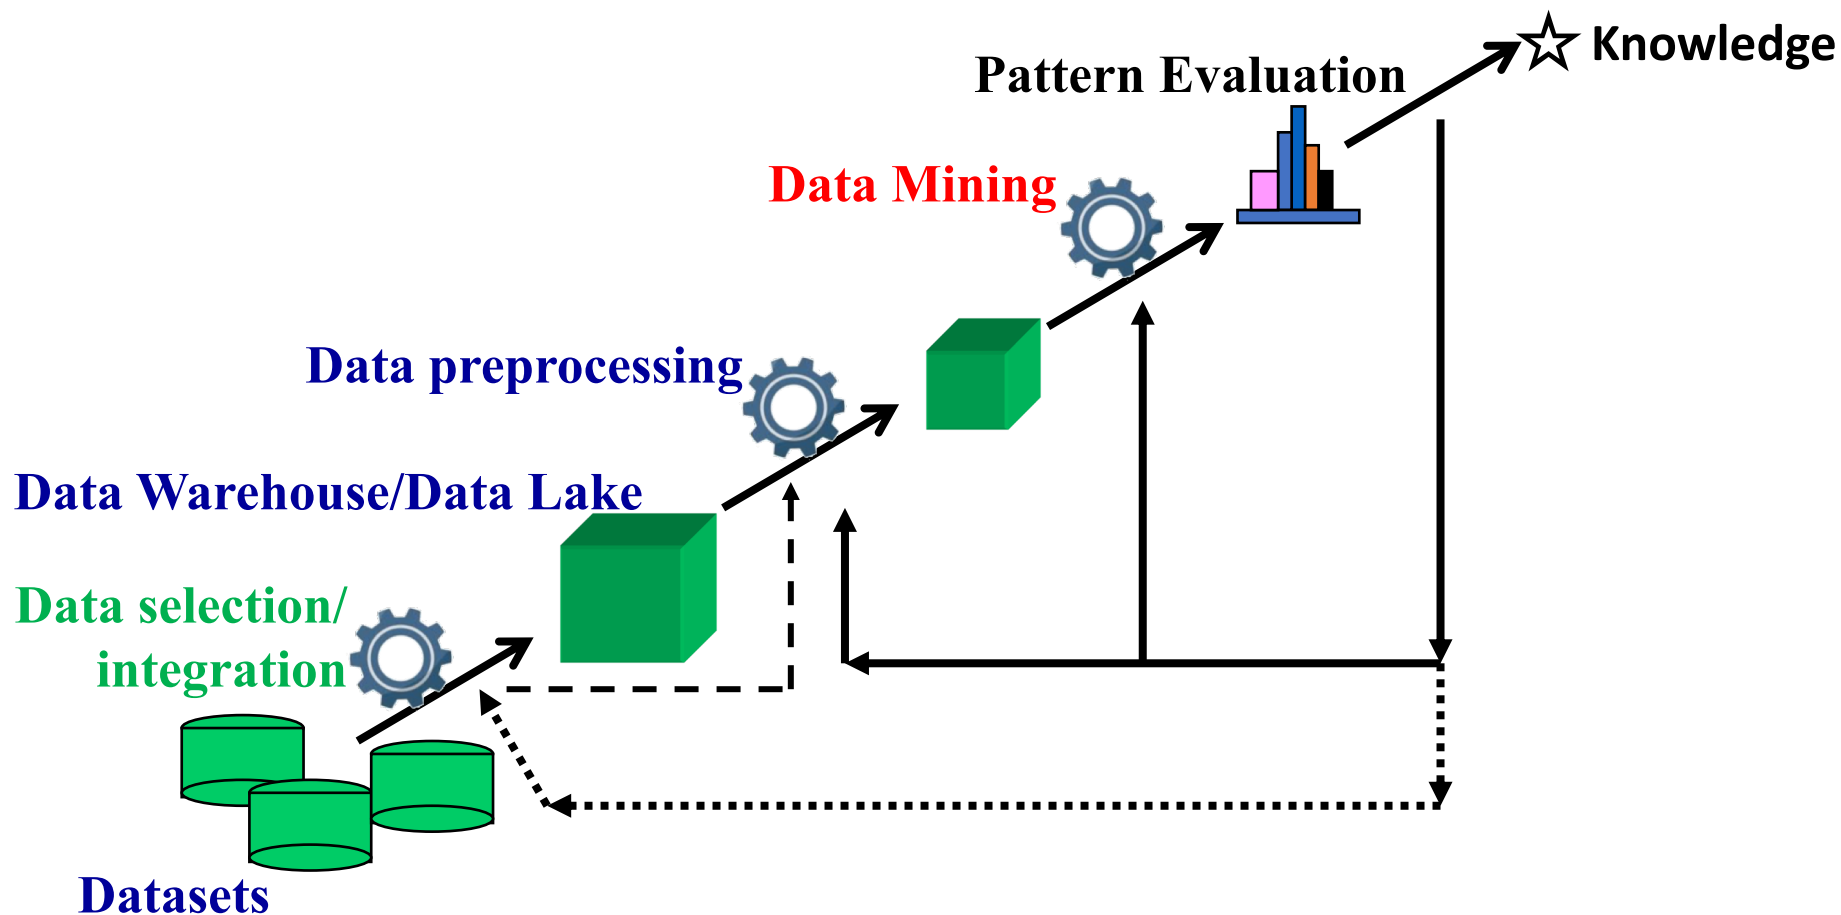 Knowledge
Pattern Evaluation
Data Mining
Data preprocessing
Data Warehouse/Data Lake
Data selection/
integration
Datasets